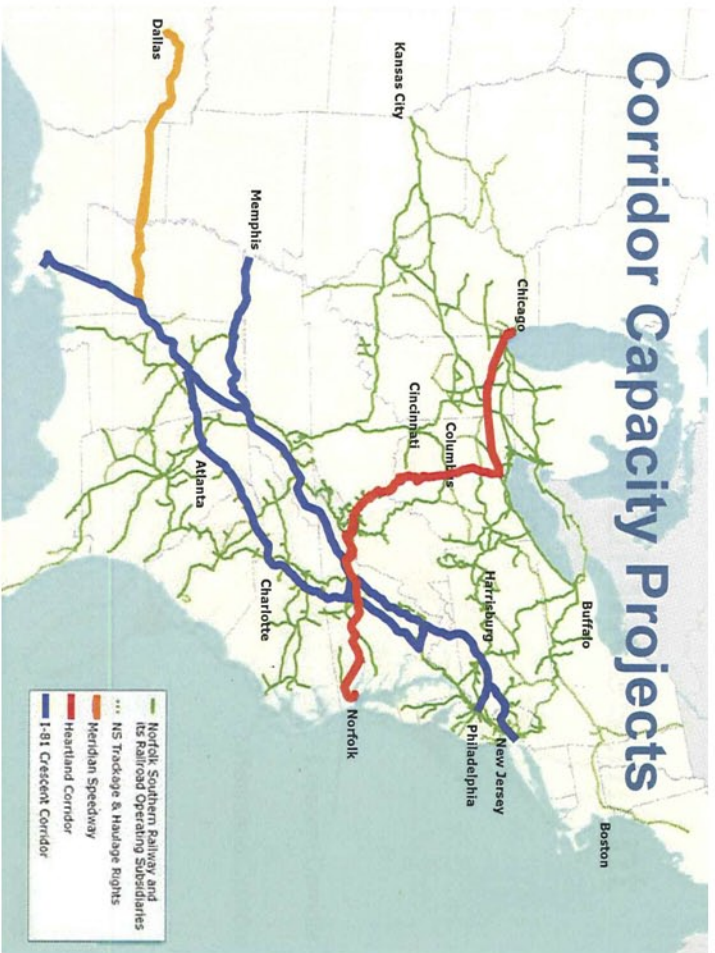 Corridor Capacity Projects
Boston
Buffalo
Chicago
New Jersey
Harrisburg
Philadelphia
Columbus
Cincinnati
Kansas City
Norfolk
Memphis
Charlotte
Atlanta
Dallas
Norfolk Southern Railway and
its Railroad Operating Subsidiaries
NS Trackage & Haulage Rights
Meridian Speedway
Heartland Corridor
I-81 Crescent Corridor